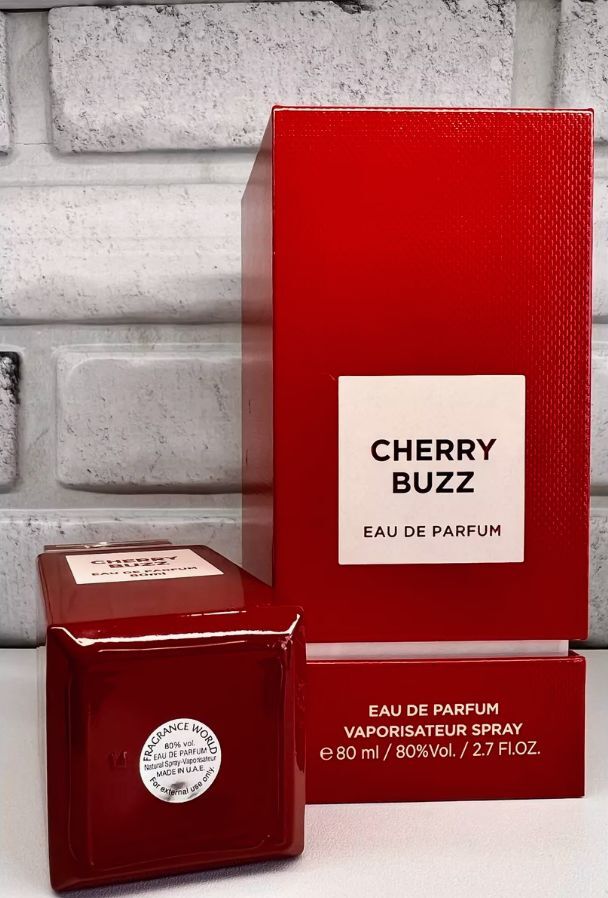 CHERRY
BUZZ
EAU DE PARFUM
EAU DE PARFUM
VAPORISATEUR SPRAY
℮ 80 ml / 80%Vol. / 2.7 Fl.OZ.
CHERRY
BUZZ
EAU DE PARFUM
80ml
FRAGRANCE WORLD
80% vol.
EAU DE PARFUM
Natural Spray-Vaporisateur
MADE IN U.A.E.
For external use only.